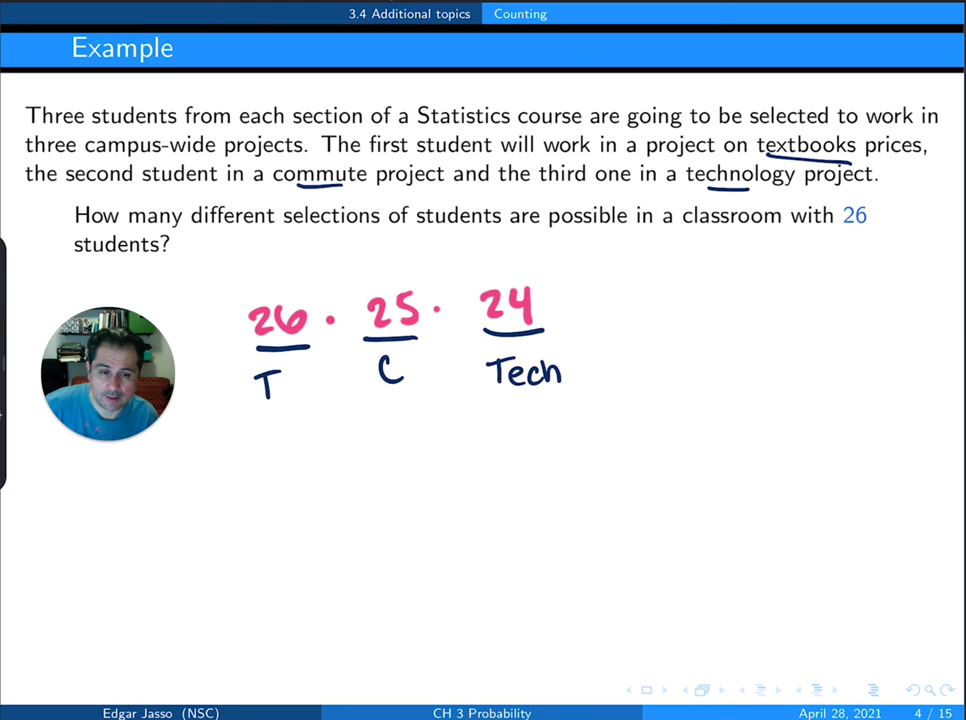 3.4 Additional topics Counting
Example
Three students from each section of a Statistics course are going to be selected to work in
three campus-wide projects. The first student will work in a project on textbooks prices,
the second student in a commute project and the third one in a technology project.
How many different selections of students are possible in a classroom with 26
students?
26 · 25 · 24
T C Tech
Edgar Jasso (NSC) CH 3 Probability April 28, 2021 4 / 15